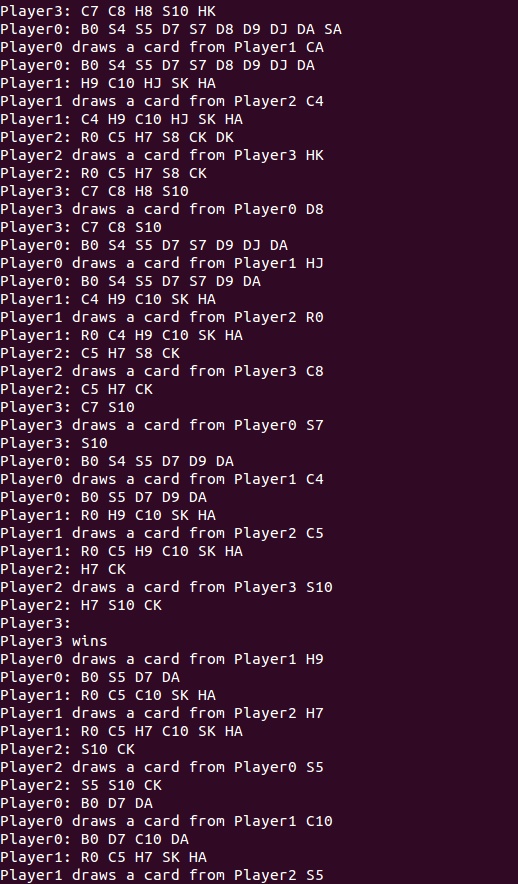 Player3: C7 C8 H8 S10 HK
Player0: B0 S4 S5 D7 S7 D8 D9 DJ DA SA
Player0 draws a card from Player1 CA
Player0: B0 S4 S5 D7 S7 D8 D9 DJ DA
Player1: H9 C10 HJ SK HA
Player1 draws a card from Player2 C4
Player1: C4 H9 C10 HJ SK HA
Player2: R0 C5 H7 S8 CK DK
Player2 draws a card from Player3 HK
Player2: R0 C5 H7 S8 CK
Player3: C7 C8 H8 S10
Player3 draws a card from Player0 D8
Player3: C7 C8 S10
Player0: B0 S4 S5 D7 S7 D9 DJ DA
Player0 draws a card from Player1 HJ
Player0: B0 S4 S5 D7 S7 D9 DA
Player1: C4 H9 C10 SK HA
Player1 draws a card from Player2 R0
Player1: R0 C4 H9 C10 SK HA
Player2: C5 H7 S8 CK
Player2 draws a card from Player3 C8
Player2: C5 H7 CK
Player3: C7 S10
Player3 draws a card from Player0 S7
Player3: S10
Player0: B0 S4 S5 D7 D9 DA
Player0 draws a card from Player1 C4
Player0: B0 S5 D7 D9 DA
Player1: R0 H9 C10 SK HA
Player1 draws a card from Player2 C5
Player1: R0 C5 H9 C10 SK HA
Player2: H7 CK
Player2 draws a card from Player3 S10
Player2: H7 S10 CK
Player3:
Player3 wins
Player0 draws a card from Player1 H9
Player0: B0 S5 D7 DA
Player1: R0 C5 C10 SK HA
Player1 draws a card from Player2 H7
Player1: R0 C5 H7 C10 SK HA
Player2: S10 CK
Player2 draws a card from Player0 S5
Player2: S5 S10 CK
Player0: B0 D7 DA
Player0 draws a card from Player1 C10
Player0: B0 D7 C10 DA
Player1: R0 C5 H7 SK HA
Player1 draws a card from Player2 S5